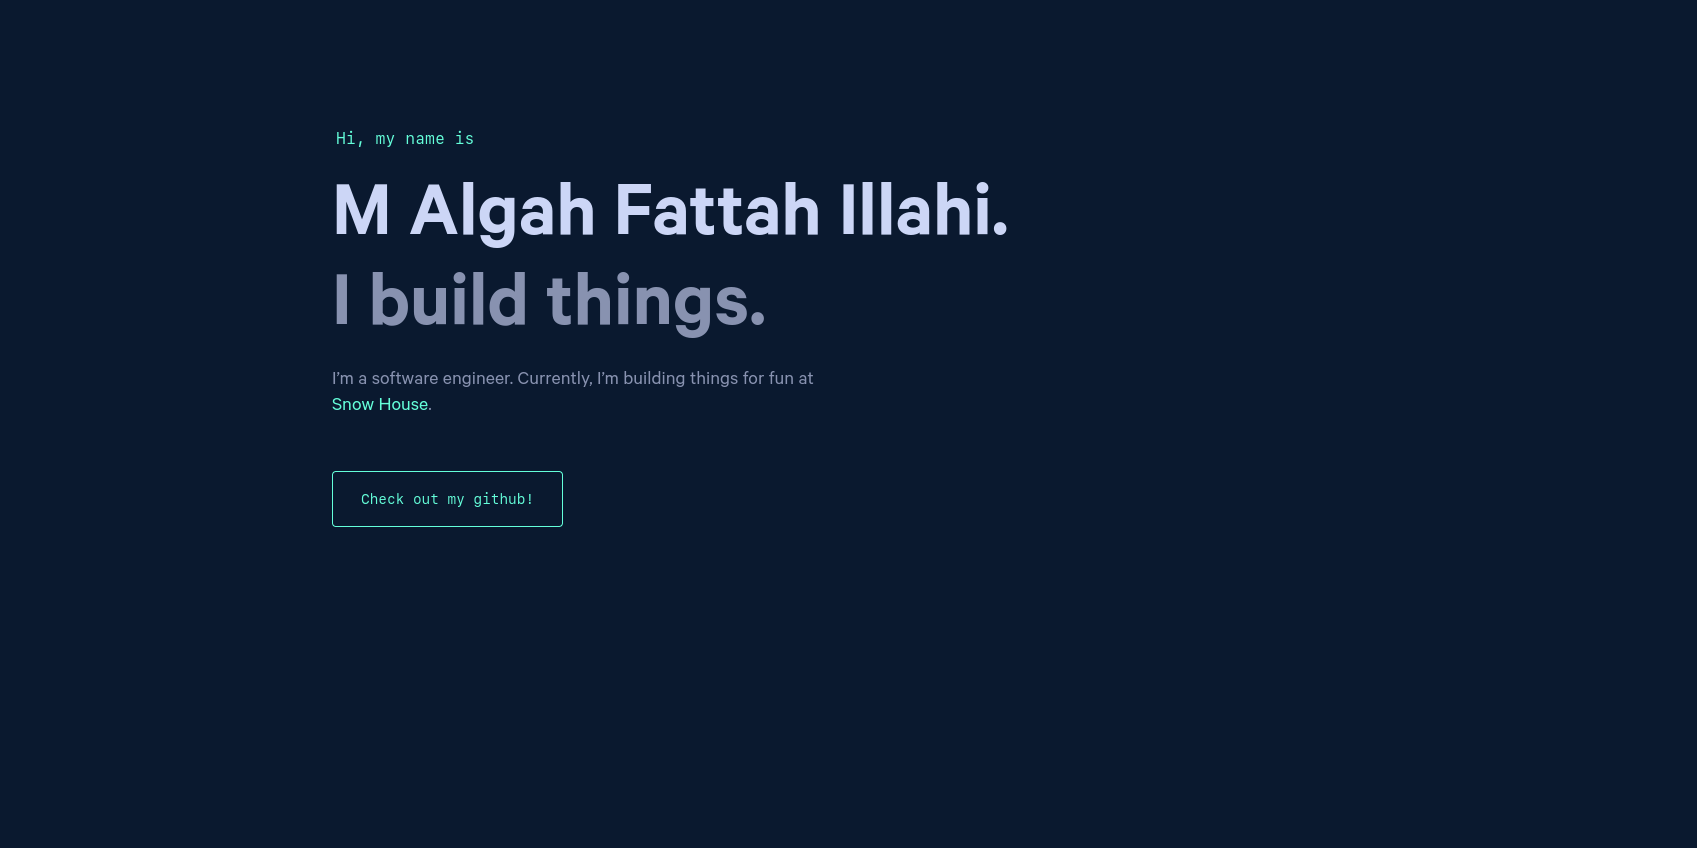 Hi, my name is
M Algah Fattah Illahi.
I build things.
I'm a software engineer. Currently, I'm building things for fun at
Snow House.
Check out my github!